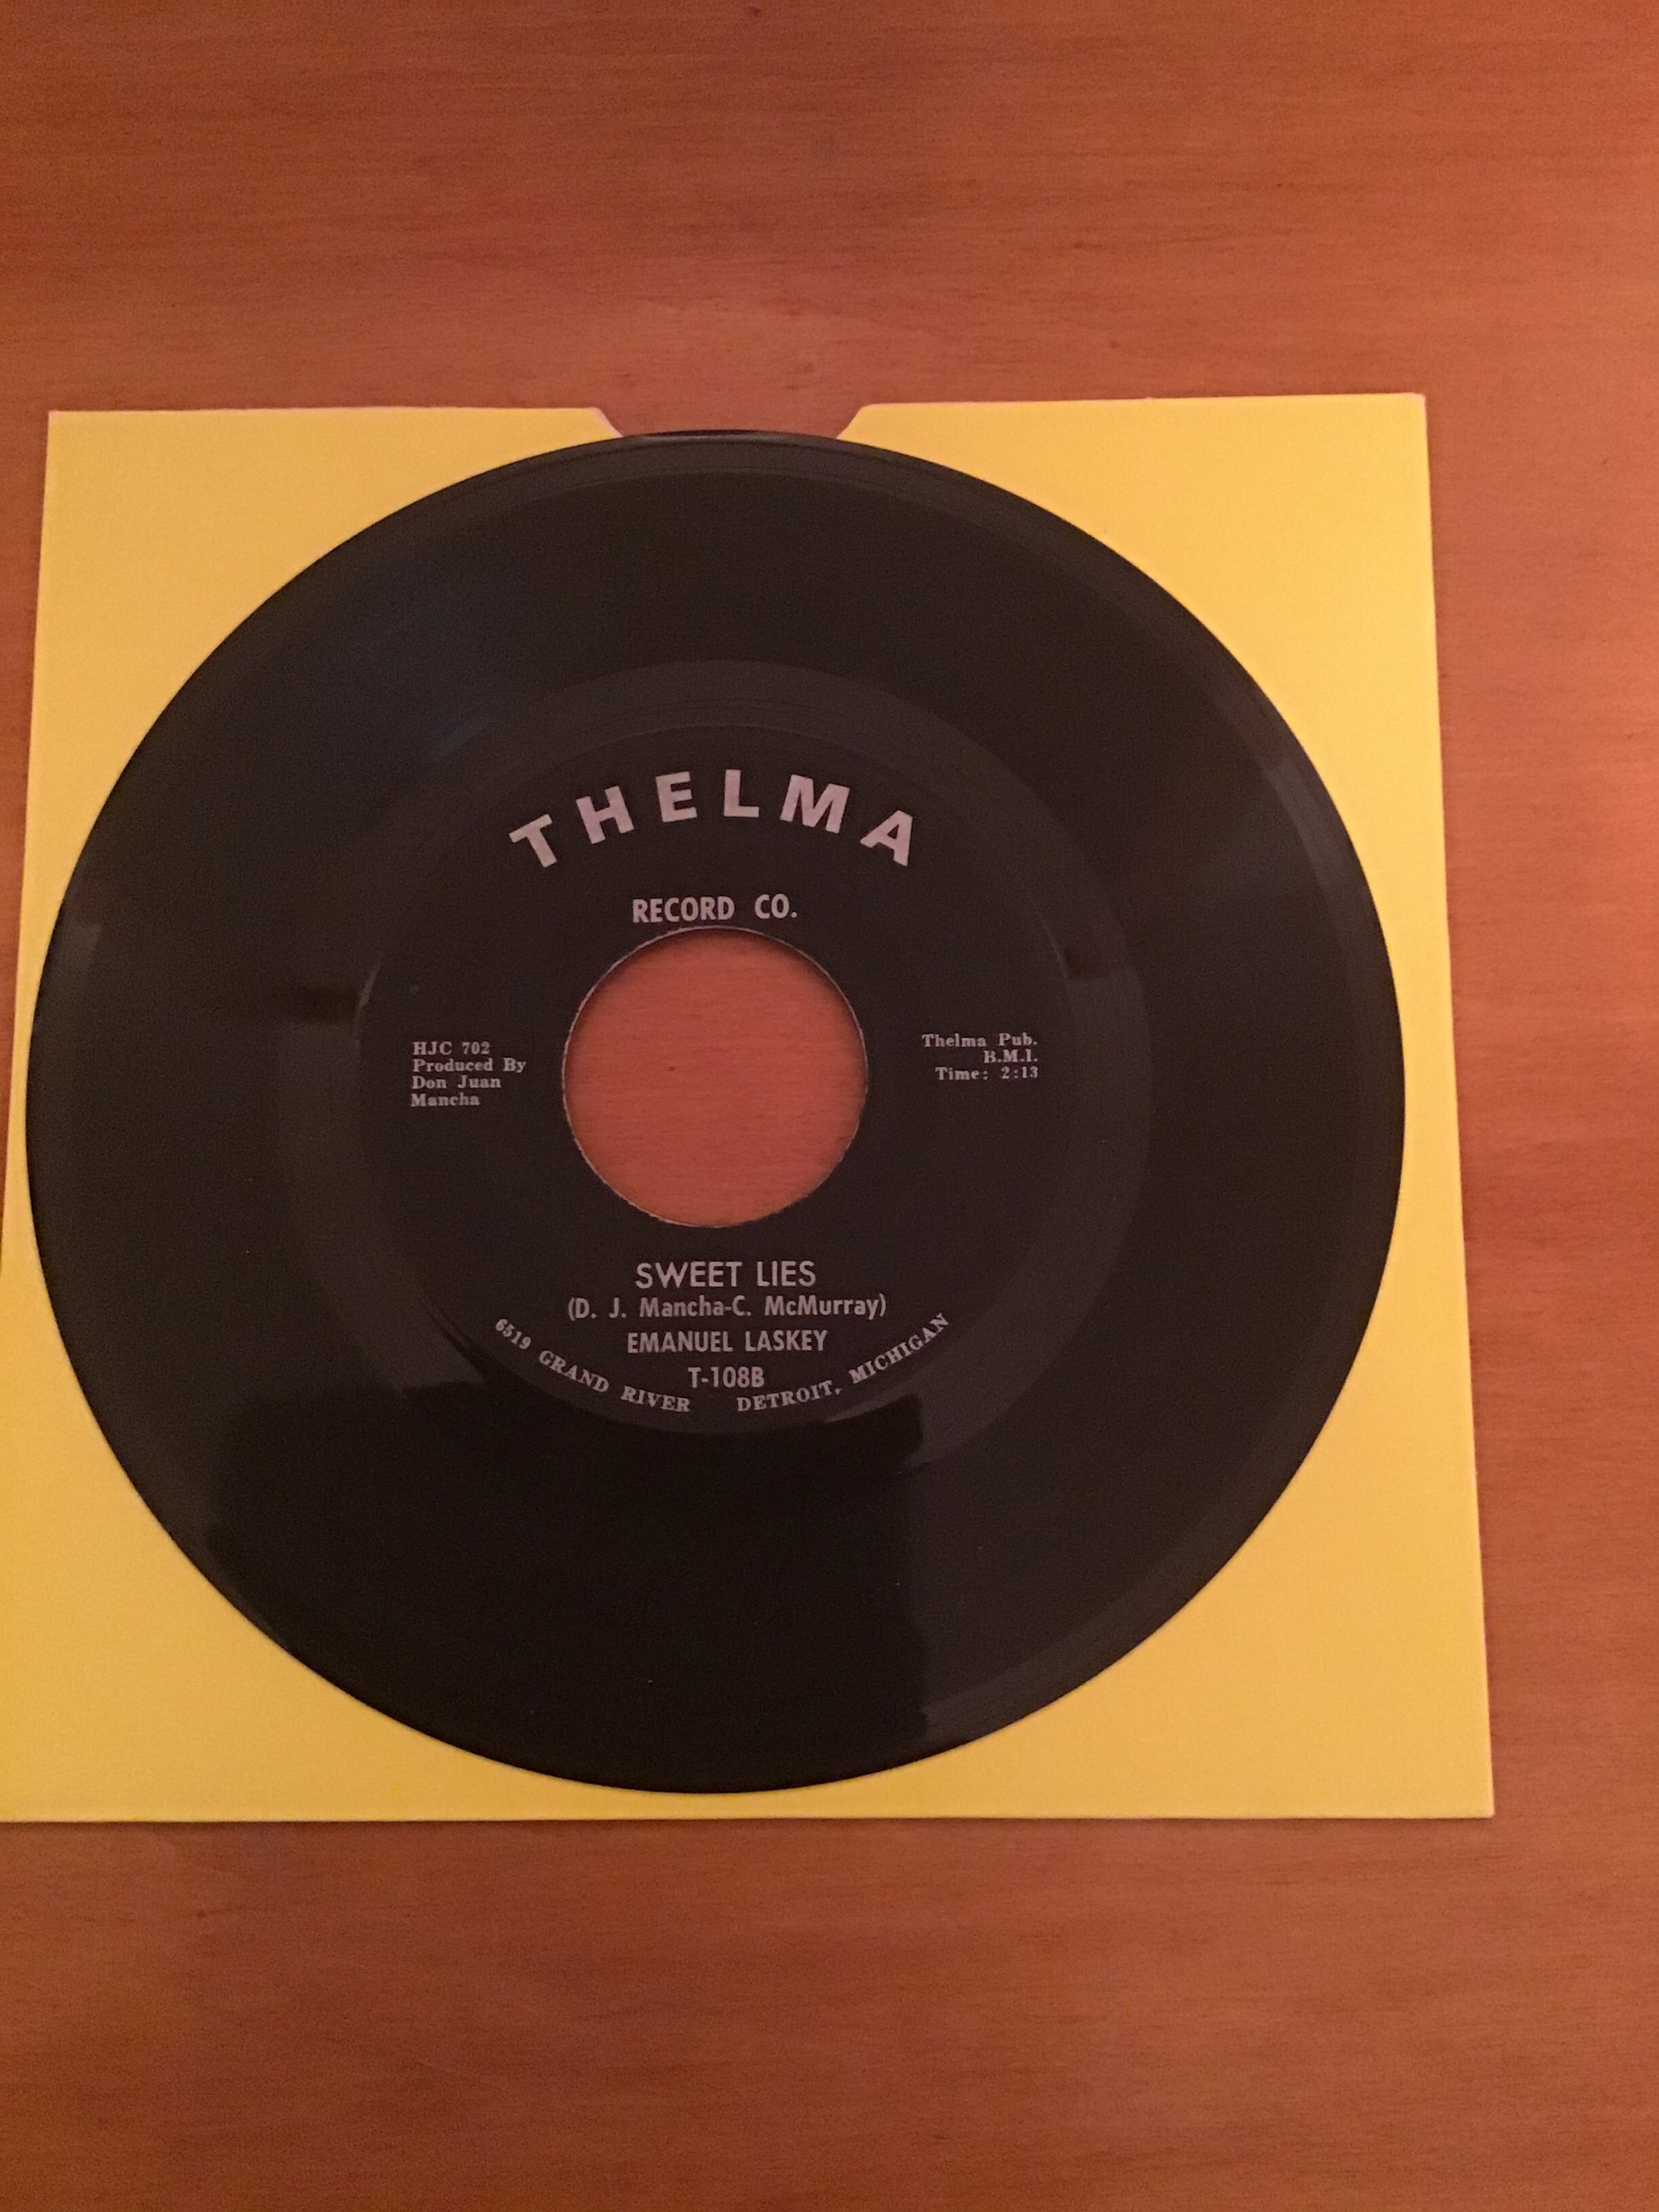 THELMA
RECORD CO.
HJC 702
Produced By
Don Juan
Mancha
Thelma Pub.
B.M.I.
Time: 2:13
SWEET LIES
(D. J. Mancha-C. McMurray)
EMANUEL LASKEY
T-108B
6519 GRAND RIVER DETROIT, MICHIGAN